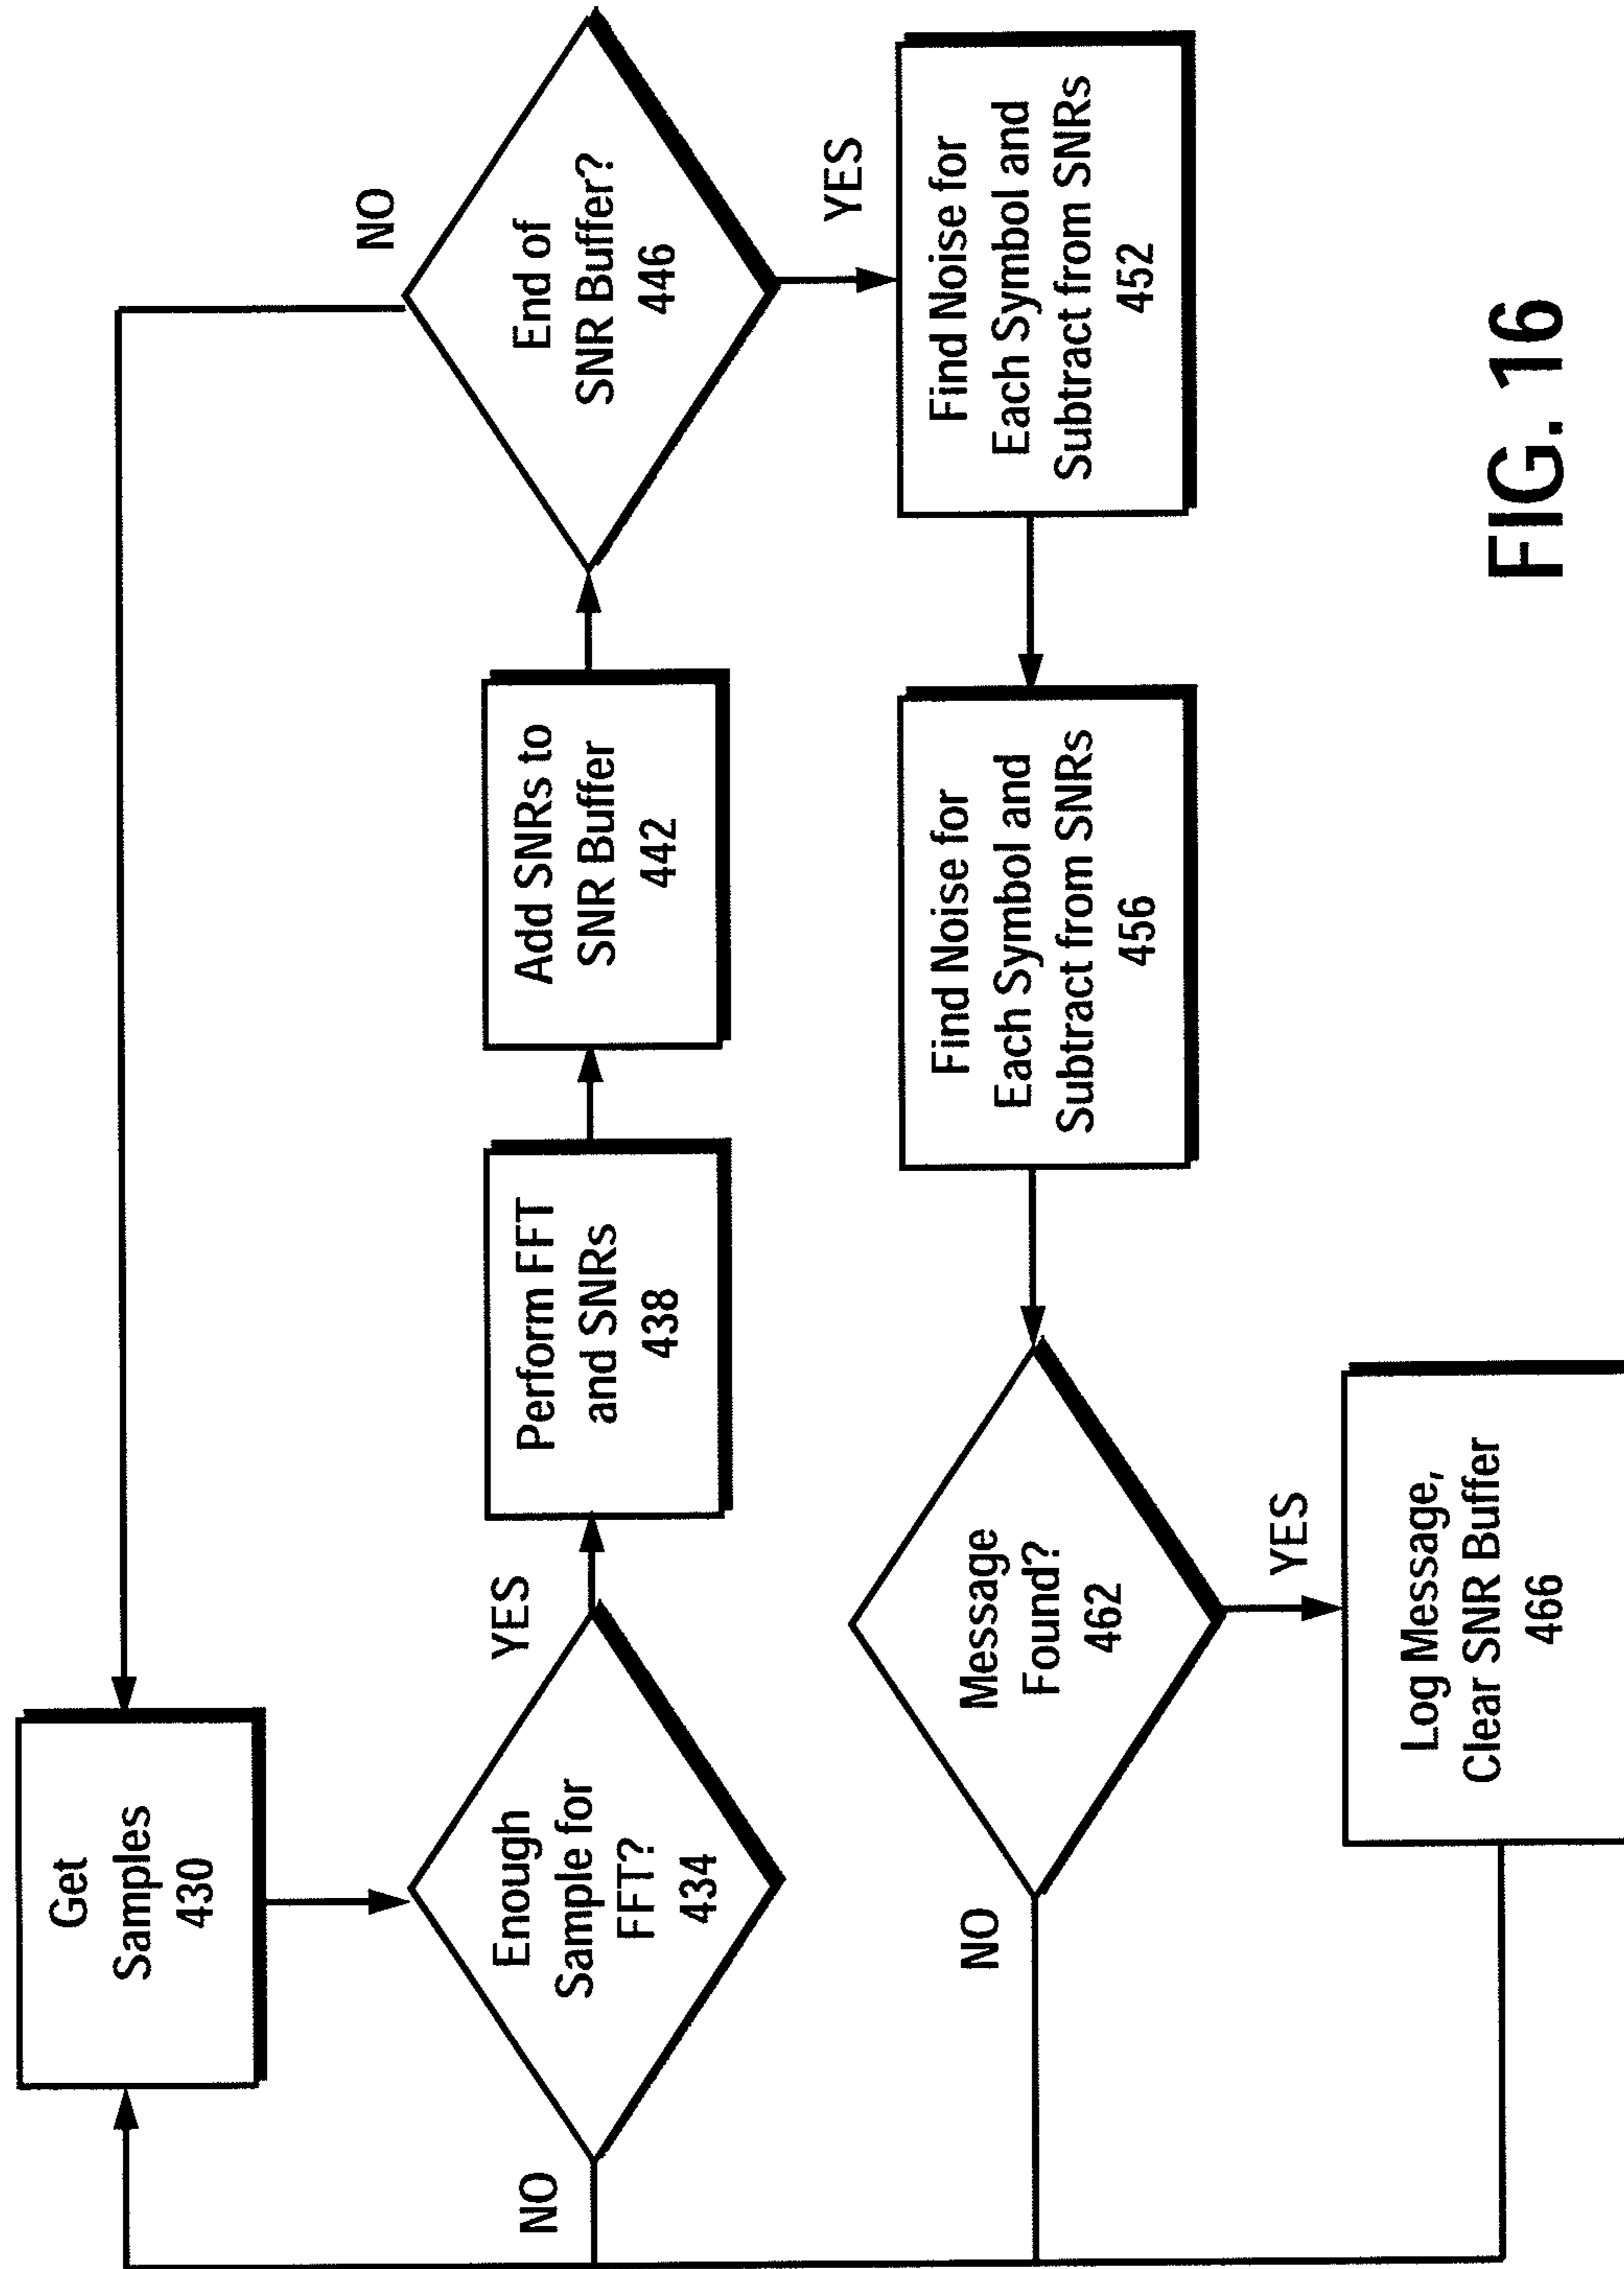 Get
Samples
430
Enough
Sample for
FFT?
434
NO
YES
Perform FFT
and SNRs
438
Add SNRs to
SNR Buffer
442
End of
SNR Buffer?
446
NO
YES
Find Noise for
Each Symbol and
Subtract from SNRs
452
Find Noise for
Each Symbol and
Subtract from SNRs
456
Message
Found?
462
NO
YES
Log Message,
Clear SNR Buffer
466
FIG. 16